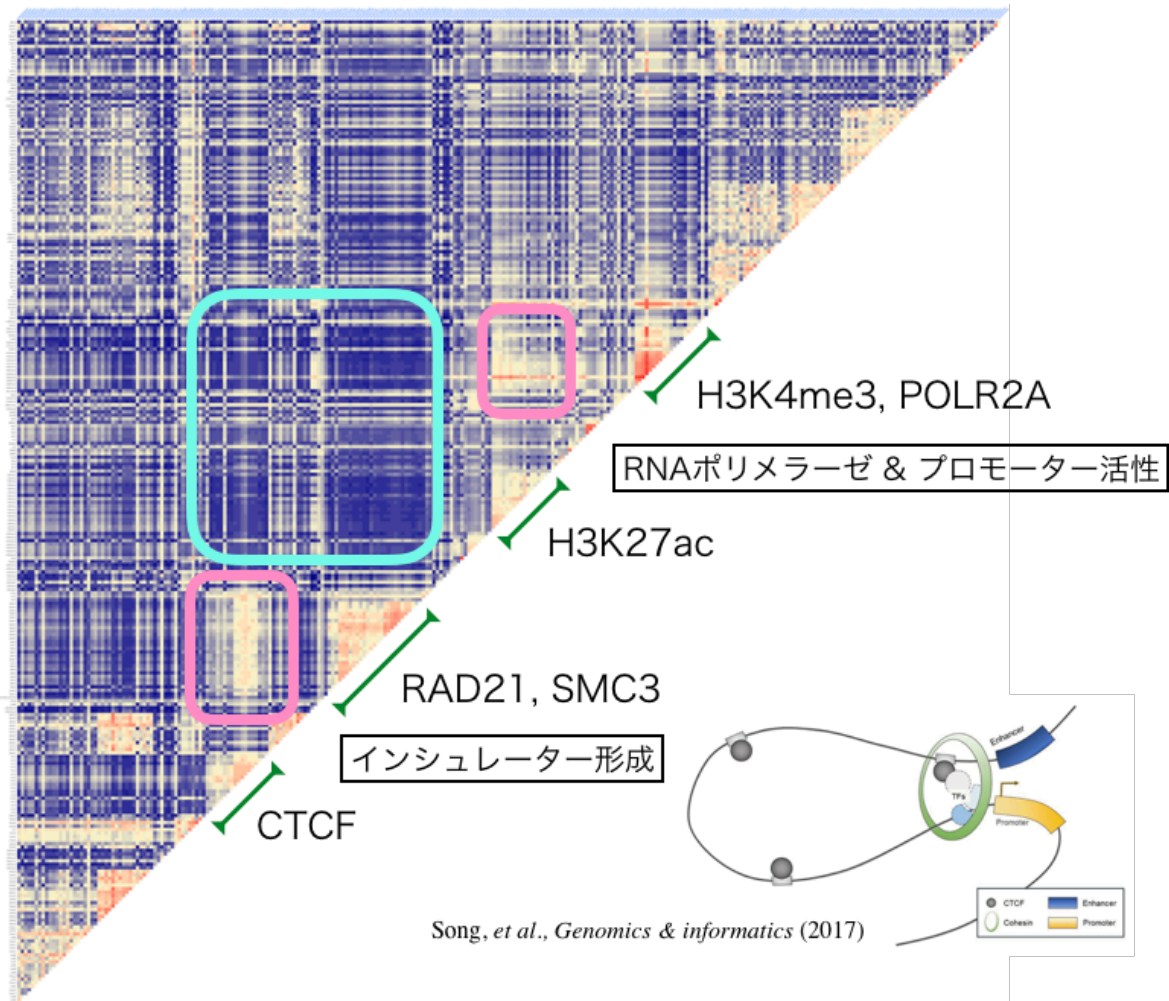 H3K4me3, POLR2A
RNAポリメラーゼ & プロモーター活性
H3K27ac
RAD21, SMC3
インシュレーター形成
CTCF
Enhancer
TFs
Promoter
CTCF
Enhancer
Cohesin
Promoter
Song, et al., Genomics & informatics (2017)